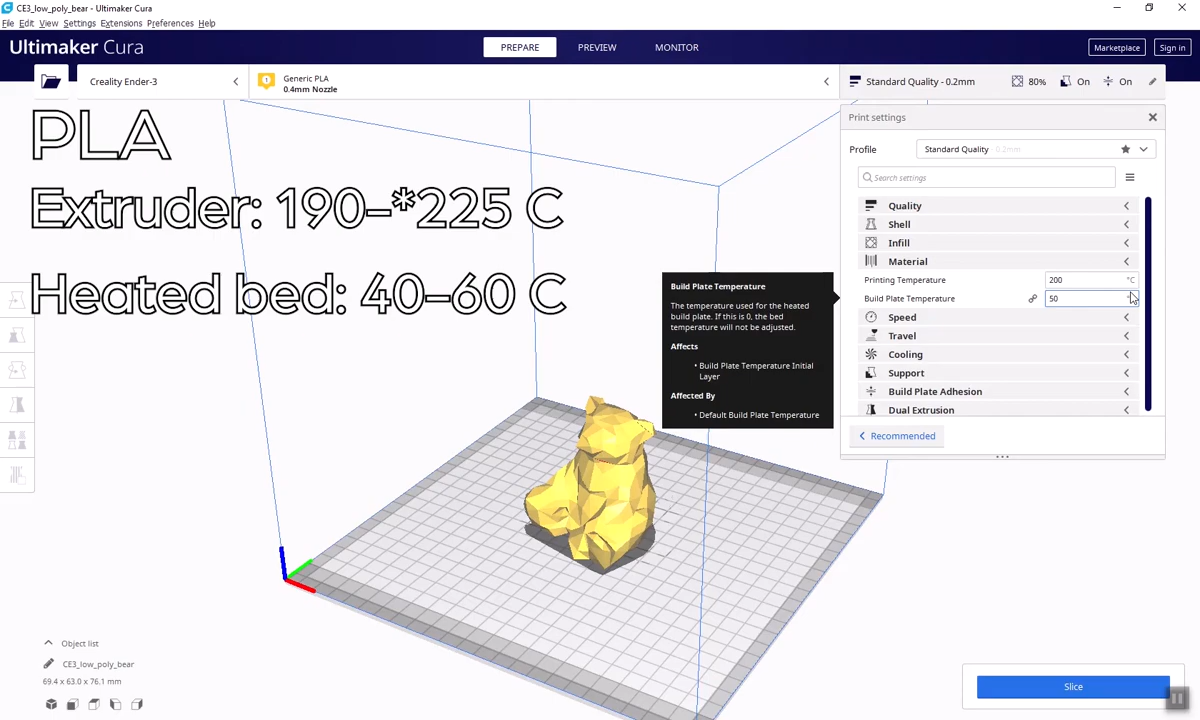 CE3_low_poly_bear - Ultimaker Cura
File Edit View Settings Extensions Preferences Help
Ultimaker Cura
PREPARE PREVIEW MONITOR
Marketplace Sign in
Creality Ender-3
Generic PLA
0.4mm Nozzle
Standard Quality - 0.2mm 80% On On
PLA
Extruder: 190–*225 C
Heated bed: 40–60 C
Print settings
Profile Standard Quality 0.2mm
Search settings
Quality
Shell
Infill
Material
Printing Temperature 200 °C
Build Plate Temperature 50
Speed
Travel
Cooling
Support
Build Plate Adhesion
Dual Extrusion
Recommended
Build Plate Temperature
The temperature used for the heated
build plate. If this is 0, the bed
temperature will not be adjusted.
Affects
• Build Plate Temperature Initial
Layer
Affected By
• Default Build Plate Temperature
Object list
CE3_low_poly_bear
69.4 x 63.0 x 76.1 mm
Slice